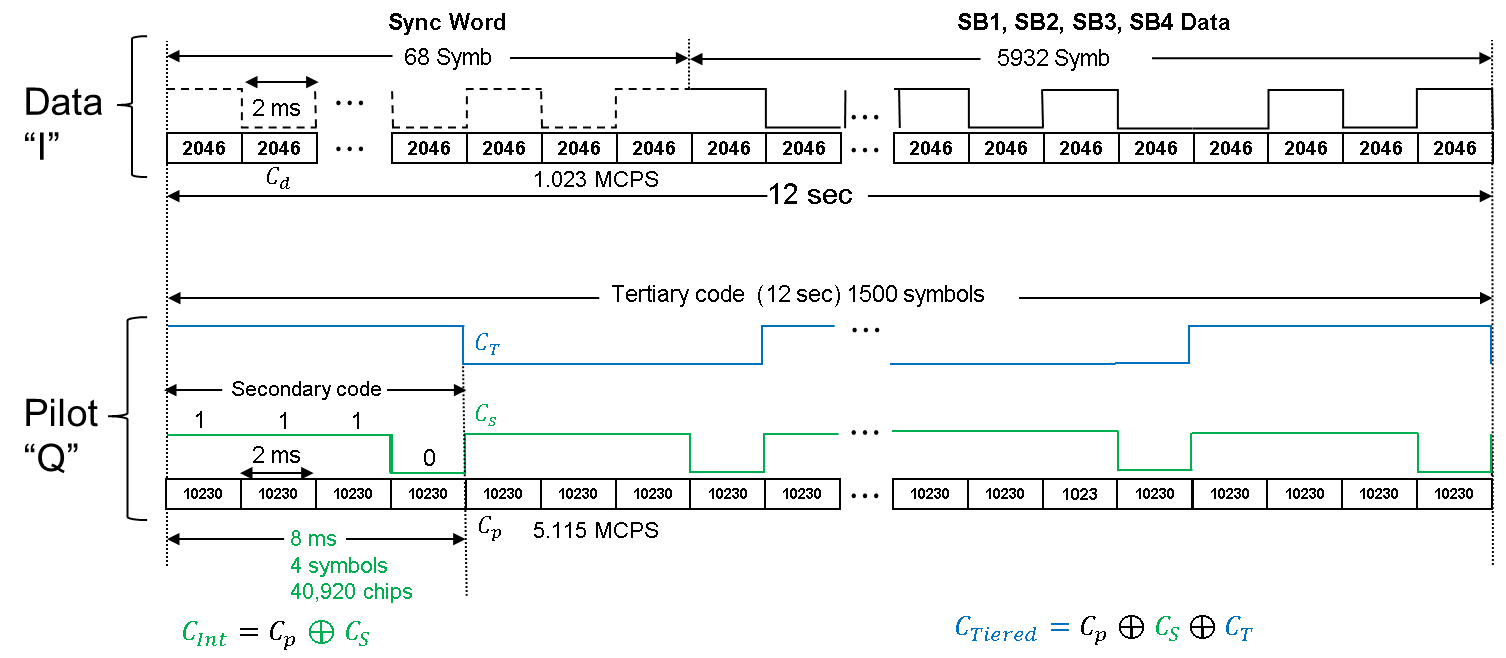 Sync Word SB1, SB2, SB3, SB4 Data
68 Symb 5932 Symb
Data
“I”
2 ms ... ...
2046 2046 ... 2046 2046 2046 2046 2046 2046 ... 2046 2046 2046 2046 2046 2046 2046 2046
C_d 1.023 MCPS
12 sec
Tertiary code (12 sec) 1500 symbols
C_T ...
Pilot
“Q”
Secondary code
1 1 1 C_s
0 ...
2 ms
10230 10230 10230 10230 10230 10230 10230 10230 10230 ... 10230 10230 1023 10230 10230 10230 10230 10230
C_p 5.115 MCPS
8 ms
4 symbols
40,920 chips
C_Int = C_p ⊕ C_S
C_Tiered = C_p ⊕ C_S ⊕ C_T